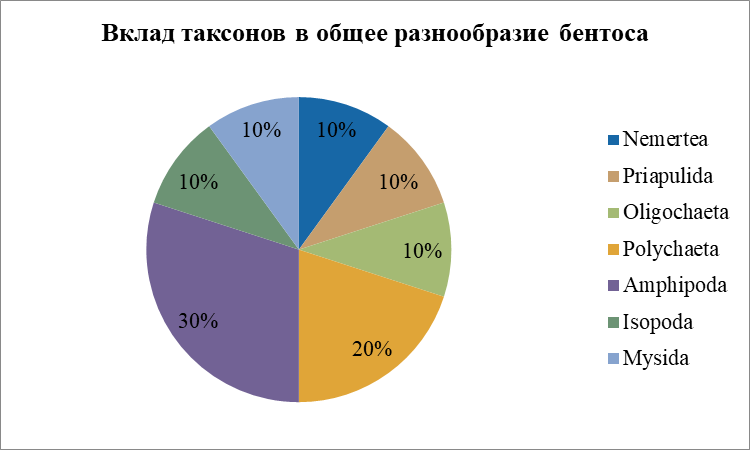 Вклад таксонов в общее разнообразие бентоса
10%
10%
10%
10%
10%
20%
30%
Nemertea
Priapulida
Oligochaeta
Polychaeta
Amphipoda
Isopoda
Mysida